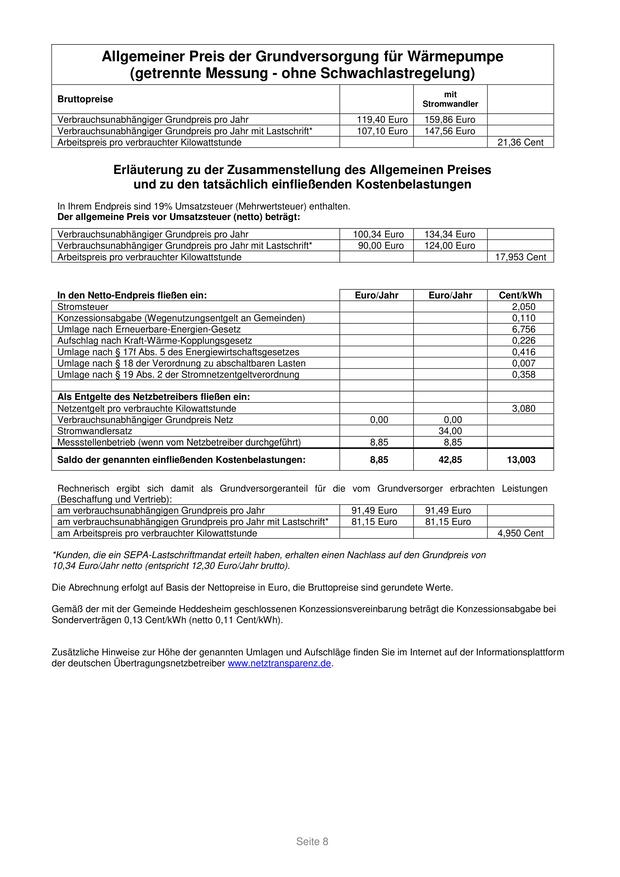 Allgemeiner Preis der Grundversorgung für Wärmepumpe
(getrennte Messung - ohne Schwachlastregelung)
Bruttopreise mit Stromwandler
Verbrauchsunabhängiger Grundpreis pro Jahr 119,40 Euro 159,86 Euro
Verbrauchsunabhängiger Grundpreis pro Jahr mit Lastschrift* 107,10 Euro 147,56 Euro
Arbeitspreis pro verbrauchter Kilowattstunde 21,36 Cent
Erläuterung zu der Zusammenstellung des Allgemeinen Preises
und zu den tatsächlich einfließenden Kostenbelastungen
In Ihrem Endpreis sind 19% Umsatzsteuer (Mehrwertsteuer) enthalten.
Der allgemeine Preis vor Umsatzsteuer (netto) beträgt:
Verbrauchsunabhängiger Grundpreis pro Jahr 100,34 Euro 134,34 Euro
Verbrauchsunabhängiger Grundpreis pro Jahr mit Lastschrift* 90,00 Euro 124,00 Euro
Arbeitspreis pro verbrauchter Kilowattstunde 17,953 Cent
In den Netto-Endpreis fließen ein: Euro/Jahr Euro/Jahr Cent/kWh
Stromsteuer 2,050
Konzessionsabgabe (Wegenutzungsentgelt an Gemeinden) 0,110
Umlage nach Erneuerbare-Energien-Gesetz 6,756
Aufschlag nach Kraft-Wärme-Kopplungsgesetz 0,226
Umlage nach § 17f Abs. 5 des Energiewirtschaftsgesetzes 0,416
Umlage nach § 18 der Verordnung zu abschaltbaren Lasten 0,007
Umlage nach § 19 Abs. 2 der Stromnetzentgeltverordnung 0,358
Als Entgelte des Netzbetreibers fließen ein:
Netzentgelt pro verbrauchte Kilowattstunde 3,080
Verbrauchsunabhängiger Grundpreis Netz 0,00 0,00
Stromwandlersatz 34,00
Messstellenbetrieb (wenn vom Netzbetreiber durchgeführt) 8,85 8,85
Saldo der genannten einfließenden Kostenbelastungen: 8,85 42,85 13,003
Rechnerisch ergibt sich damit als Grundversorgeranteil für die vom Grundversorger erbrachten Leistungen
(Beschaffung und Vertrieb):
am verbrauchsunabhängigen Grundpreis pro Jahr 91,49 Euro 91,49 Euro
am verbrauchsunabhängigen Grundpreis pro Jahr mit Lastschrift* 81,15 Euro 81,15 Euro
am Arbeitspreis pro verbrauchter Kilowattstunde 4,950 Cent
*Kunden, die ein SEPA-Lastschriftmandat erteilt haben, erhalten einen Nachlass auf den Grundpreis von
10,34 Euro/Jahr netto (entspricht 12,30 Euro/Jahr brutto).
Die Abrechnung erfolgt auf Basis der Nettopreise in Euro, die Bruttopreise sind gerundete Werte.
Gemäß der mit der Gemeinde Heddesheim geschlossenen Konzessionsvereinbarung beträgt die Konzessionsabgabe bei
Sonderverträgen 0,13 Cent/kWh (netto 0,11 Cent/kWh).
Zusätzliche Hinweise zur Höhe der genannten Umlagen und Aufschläge finden Sie im Internet auf der Informationsplattform
der deutschen Übertragungsnetzbetreiber www.netztransparenz.de.
Seite 8